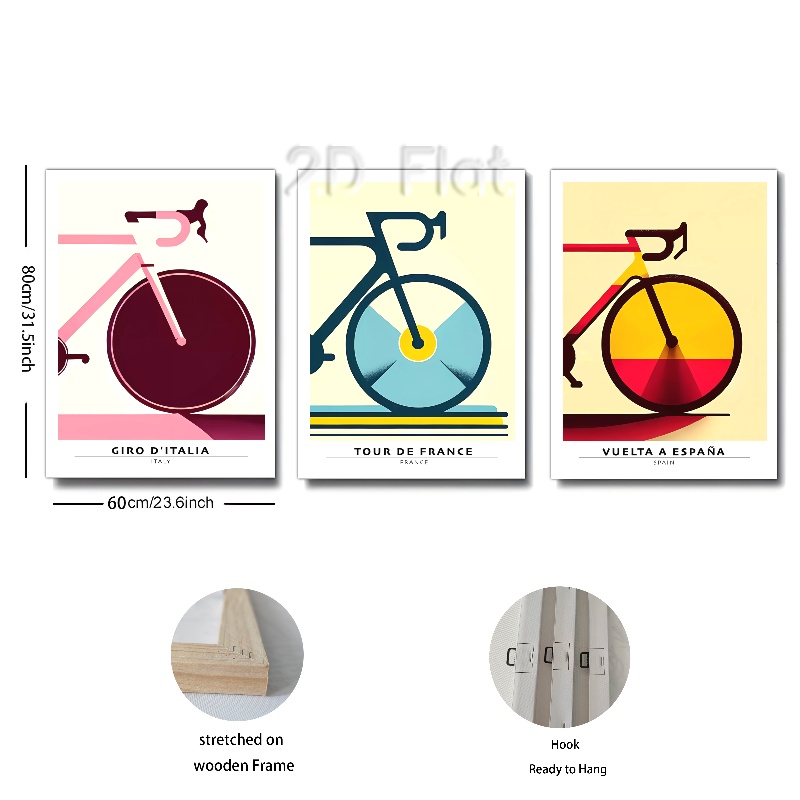 2D Flat
80cm/31.5inch
GIRO D'ITALIA
ITALY
TOUR DE FRANCE
FRANCE
VUELTA A ESPAÑA
SPAIN
60cm/23.6inch
stretched on
wooden Frame
Hook
Ready to Hang